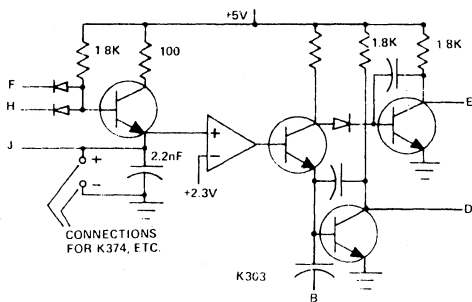 +5V
1.8K
100
1.8K
1.8K
F
H
E
J
+
+
−
−
2.2nF
+2.3V
D
CONNECTIONS
FOR K374, ETC.
K303
B